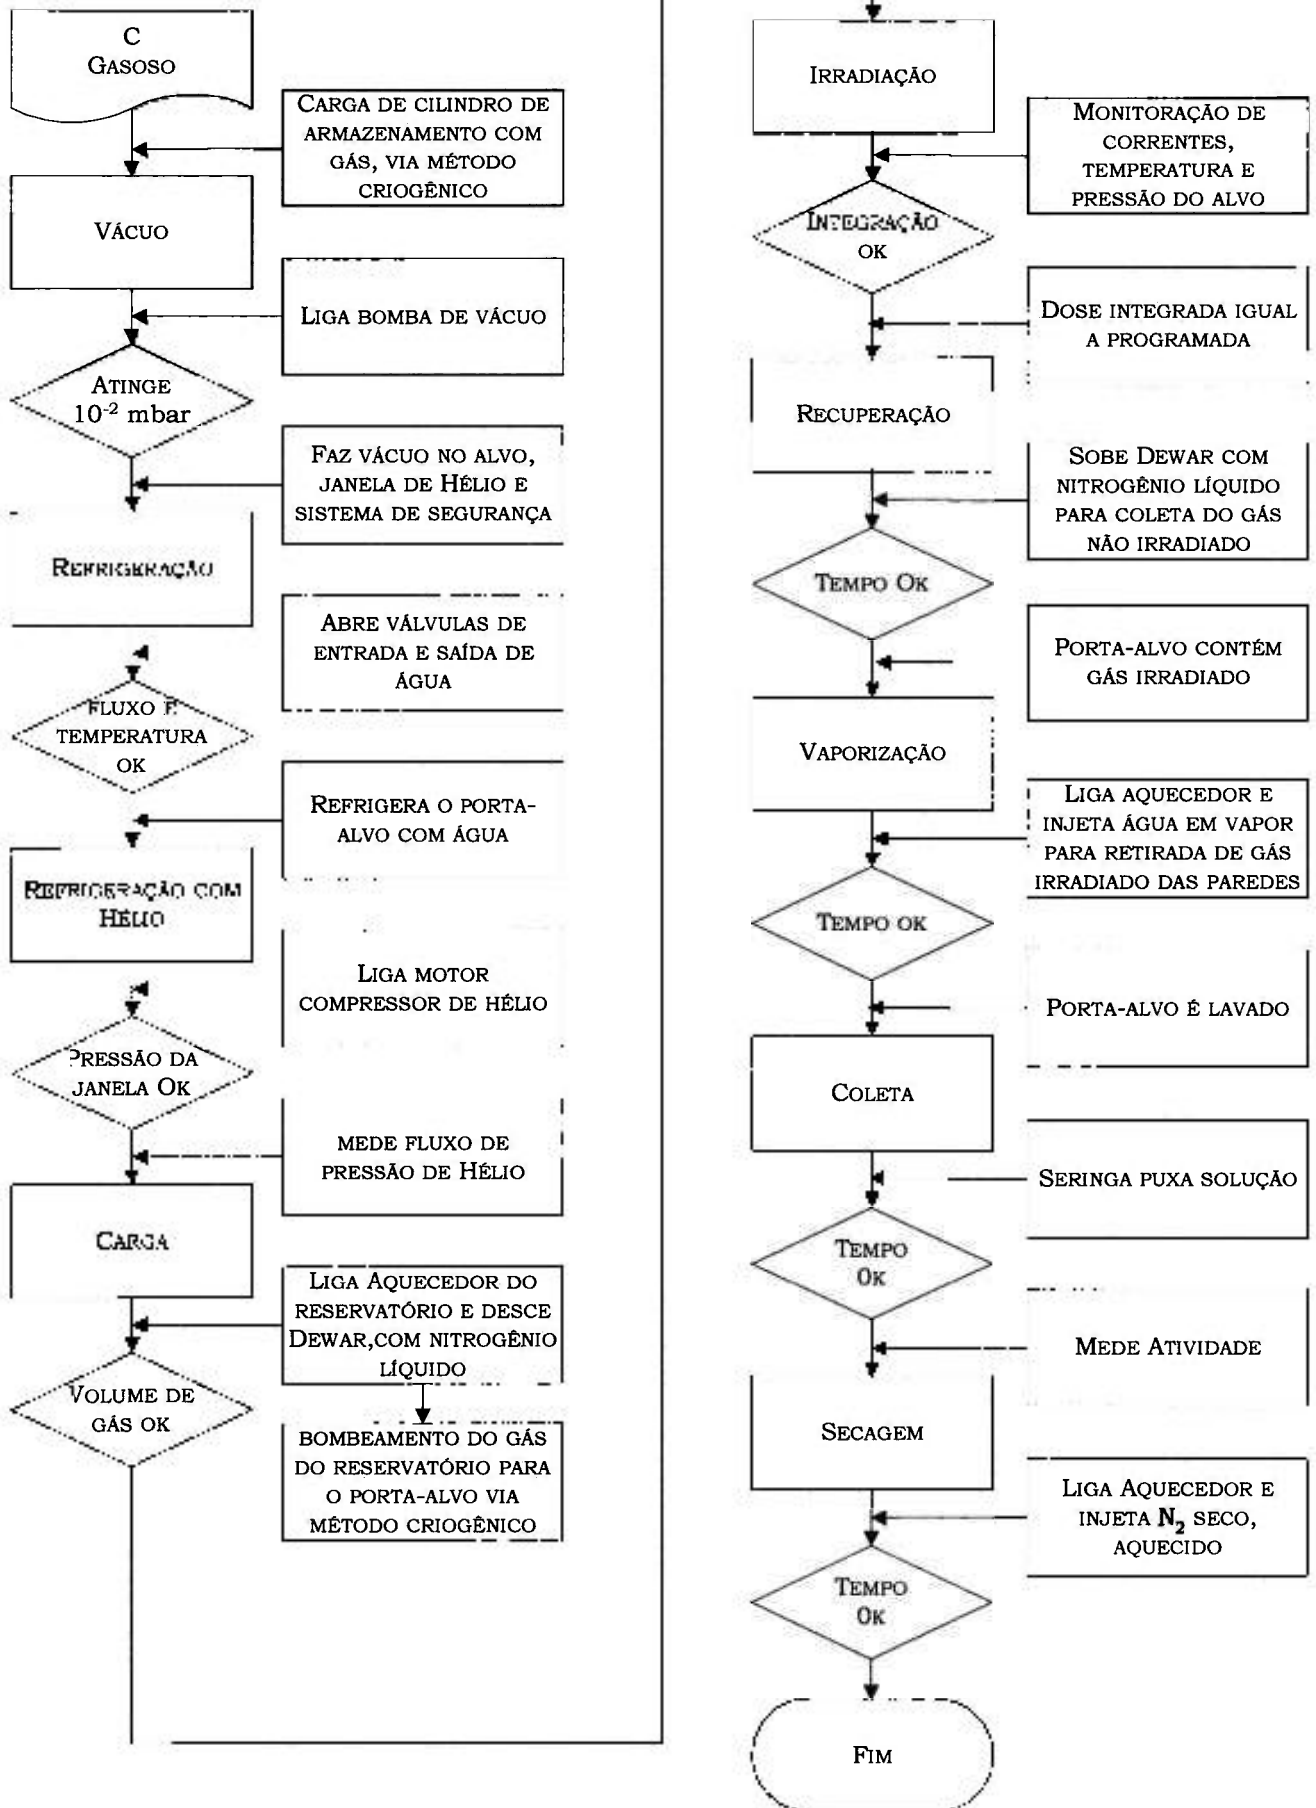 C
GASOSO
CARGA DE CILINDRO DE
ARMAZENAMENTO COM
GÁS, VIA MÉTODO
CRIOGÊNICO
VÁCUO
LIGA BOMBA DE VÁCUO
ATINGE
10⁻² mbar
FAZ VÁCUO NO ALVO,
JANELA DE HÉLIO E
SISTEMA DE SEGURANÇA
REFRIGERAÇÃO
ABRE VÁLVULAS DE
ENTRADA E SAÍDA DE
ÁGUA
FLUXO E
TEMPERATURA
OK
REFRIGERA O PORTA-
ALVO COM ÁGUA
REFRIGERAÇÃO COM
HÉLIO
LIGA MOTOR
COMPRESSOR DE HÉLIO
PRESSÃO DA
JANELA OK
MEDE FLUXO DE
PRESSÃO DE HÉLIO
CARGA
LIGA AQUECEDOR DO
RESERVATÓRIO E DESCE
DEWAR,COM NITROGÊNIO
LÍQUIDO
VOLUME DE
GÁS OK
BOMBEAMENTO DO GÁS
DO RESERVATÓRIO PARA
O PORTA-ALVO VIA
MÉTODO CRIOGÊNICO
IRRADIAÇÃO
MONITORAÇÃO DE
CORRENTES,
TEMPERATURA E
PRESSÃO DO ALVO
INTEGRAÇÃO
OK
DOSE INTEGRADA IGUAL
A PROGRAMADA
RECUPERAÇÃO
SOBE DEWAR COM
NITROGÊNIO LÍQUIDO
PARA COLETA DO GÁS
NÃO IRRADIADO
TEMPO OK
PORTA-ALVO CONTÉM
GÁS IRRADIADO
VAPORIZAÇÃO
LIGA AQUECEDOR E
INJETA ÁGUA EM VAPOR
PARA RETIRADA DE GÁS
IRRADIADO DAS PAREDES
TEMPO OK
PORTA-ALVO É LAVADO
COLETA
SERINGA PUXA SOLUÇÃO
TEMPO
OK
MEDE ATIVIDADE
SECAGEM
LIGA AQUECEDOR E
INJETA N₂ SECO,
AQUECIDO
TEMPO
OK
FIM